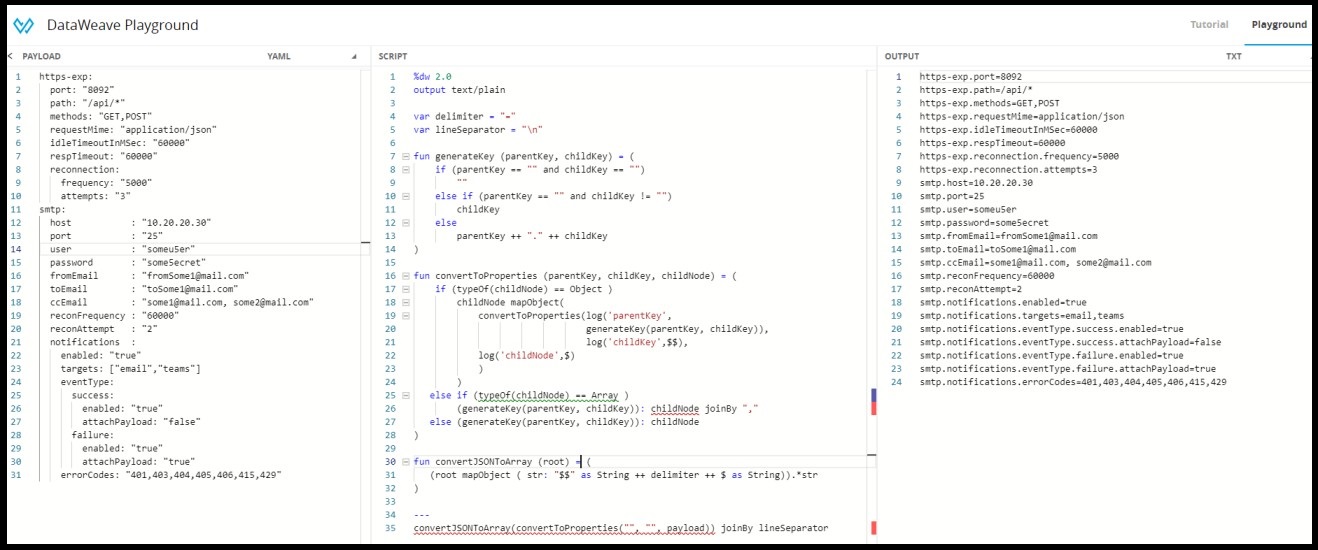 DataWeave Playground
Tutorial
Playground
< PAYLOAD
YAML
1 https-exp:
2 port: "8092"
3 path: "/api/*"
4 methods: "GET,POST"
5 requestMime: "application/json"
6 idleTimeoutInMSec: "60000"
7 respTimeout: "60000"
8 reconnection:
9 frequency: "5000"
10 attempts: "3"
11 smtp:
12 host : "10.20.20.30"
13 port : "25"
14 user : "someu5er"
15 password : "some5ecret"
16 fromEmail : "fromSome1@mail.com"
17 toEmail : "toSome1@mail.com"
18 ccEmail : "some1@mail.com, some2@mail.com"
19 reconFrequency : "60000"
20 reconAttempt : "2"
21 notifications :
22 enabled: "true"
23 targets: ["email","teams"]
24 eventType:
25 success:
26 enabled: "true"
27 attachPayload: "false"
28 failure:
29 enabled: "true"
30 attachPayload: "true"
31 errorCodes: "401,403,404,405,406,415,429"
SCRIPT
1 %dw 2.0
2 output text/plain
3
4 var delimiter = "="
5 var lineSeparator = "\n"
6
7 fun generateKey (parentKey, childKey) = (
8 if (parentKey == "" and childKey == "")
9 ""
10 else if (parentKey == "" and childKey != "")
11 childKey
12 else
13 parentKey ++ "." ++ childKey
14 )
15
16 fun convertToProperties (parentKey, childKey, childNode) = (
17 if (typeOf(childNode) == Object )
18 childNode mapObject(
19 convertToProperties(log('parentKey',
20 generateKey(parentKey, childKey)),
21 log('childKey',$$),
22 log('childNode',$)
23 )
24 )
25 else if (typeOf(childNode) == Array )
26 (generateKey(parentKey, childKey)): childNode joinBy ","
27 else (generateKey(parentKey, childKey)): childNode
28 )
29
30 fun convertJSONToArray (root) = (
31 (root mapObject ( str: "$$" as String ++ delimiter ++ $ as String)).*str
32 )
33
34 ---
35 convertJSONToArray(convertToProperties("", "", payload)) joinBy lineSeparator
OUTPUT
TXT
1 https-exp.port=8092
2 https-exp.path=/api/*
3 https-exp.methods=GET,POST
4 https-exp.requestMime=application/json
5 https-exp.idleTimeoutInMSec=60000
6 https-exp.respTimeout=60000
7 https-exp.reconnection.frequency=5000
8 https-exp.reconnection.attempts=3
9 smtp.host=10.20.20.30
10 smtp.port=25
11 smtp.user=someu5er
12 smtp.password=some5ecret
13 smtp.fromEmail=fromSome1@mail.com
14 smtp.toEmail=toSome1@mail.com
15 smtp.ccEmail=some1@mail.com, some2@mail.com
16 smtp.reconFrequency=60000
17 smtp.reconAttempt=2
18 smtp.notifications.enabled=true
19 smtp.notifications.targets=email,teams
20 smtp.notifications.eventType.success.enabled=true
21 smtp.notifications.eventType.success.attachPayload=false
22 smtp.notifications.eventType.failure.enabled=true
23 smtp.notifications.eventType.failure.attachPayload=true
24 smtp.notifications.errorCodes=401,403,404,405,406,415,429